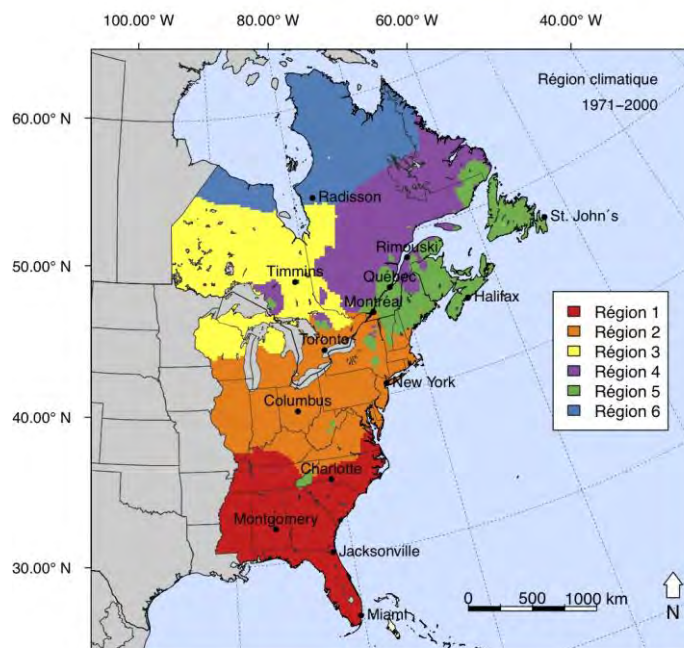 100.00° W 80.00° W 60.00° W 40.00° W
Région climatique
1971–2000
60.00° N
Radisson
St. John´s
Rimouski
50.00° N
Timmins
Québec
Halifax
Montréal
Région 1
Région 2
Région 3
Région 4
Région 5
Région 6
Toronto
New York
40.00° N
Columbus
Charlotte
Montgomery
Jacksonville
30.00° N
0 500 1000 km
N
Miami